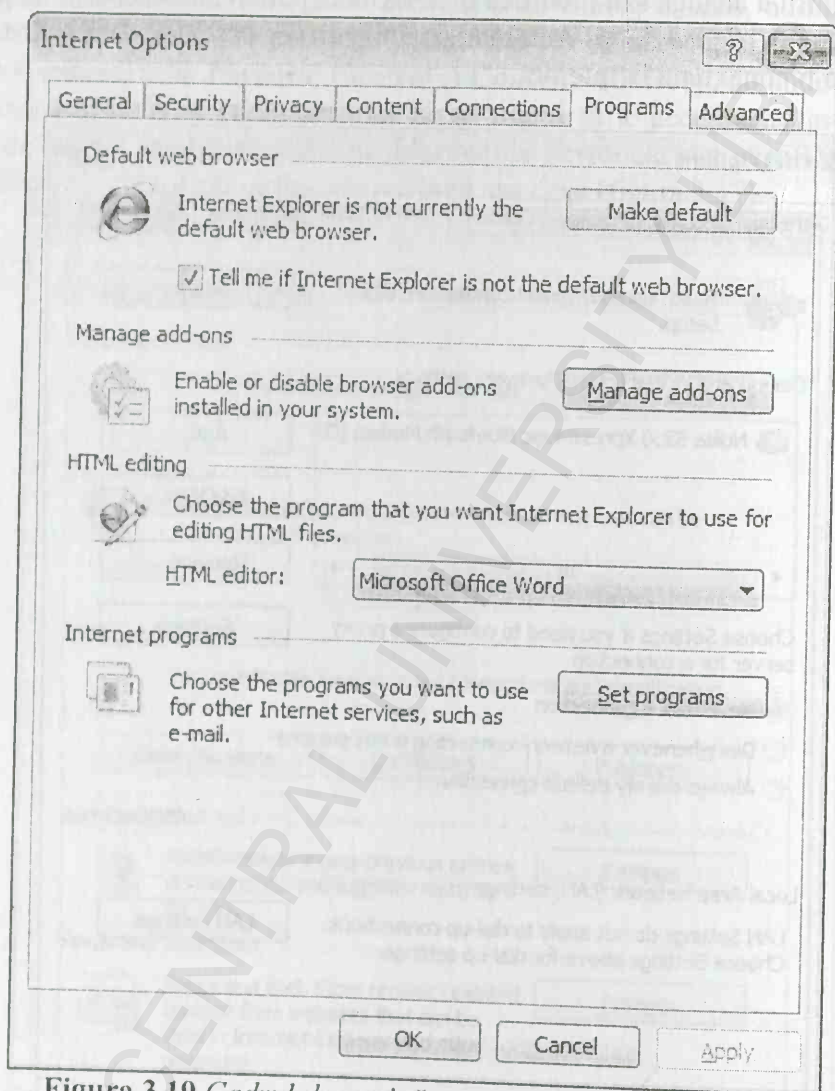 Internet Options
General Security Privacy Content Connections Programs Advanced
Default web browser
Internet Explorer is not currently the
default web browser.
Make default
Tell me if Internet Explorer is not the default web browser.
Manage add-ons
Enable or disable browser add-ons
installed in your system.
Manage add-ons
HTML editing
Choose the program that you want Internet Explorer to use for
editing HTML files.
HTML editor: Microsoft Office Word
Internet programs
Choose the programs you want to use
for other Internet services, such as
e-mail.
Set programs
OK Cancel Apply
CENTRAL UNIVERSITY